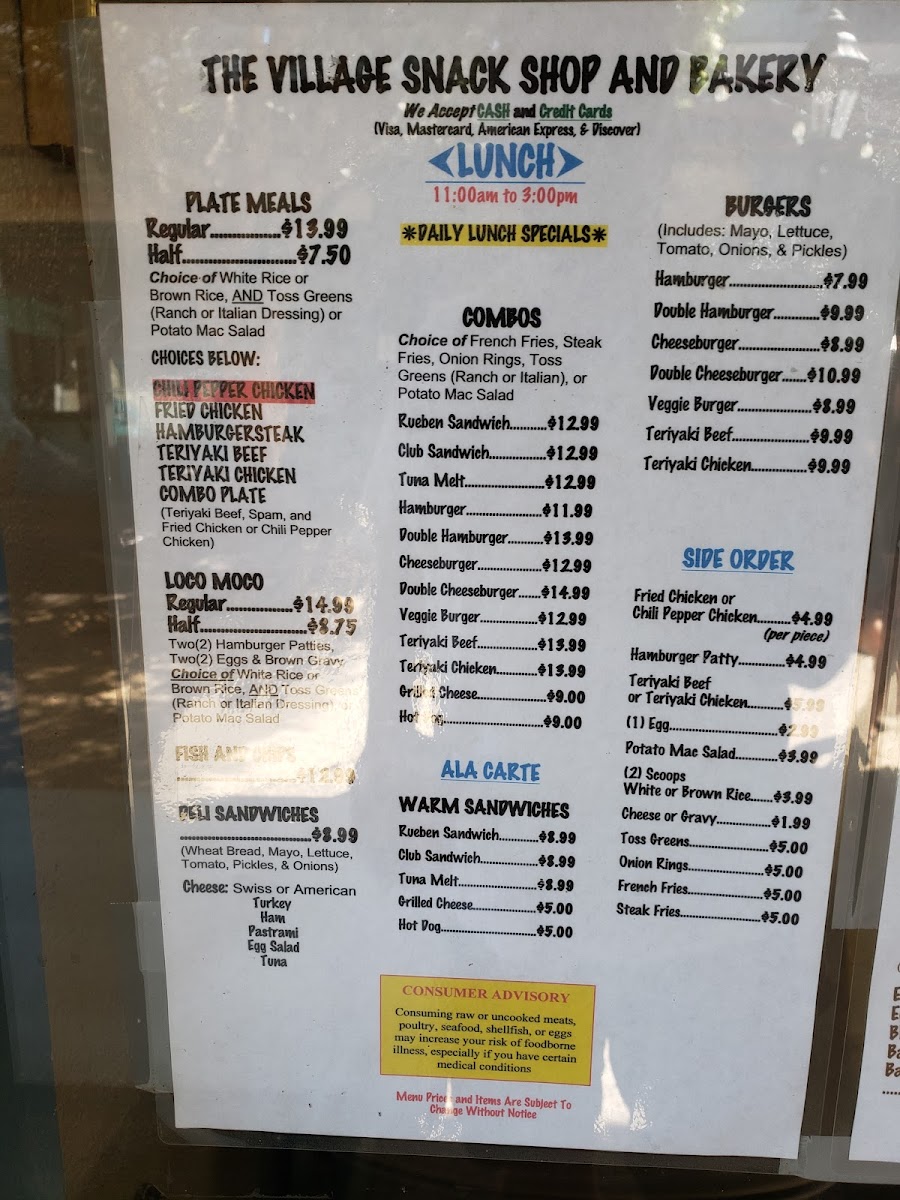 THE VILLAGE SNACK SHOP AND BAKERY
We Accept CASH and Credit Cards
(Visa, Mastercard, American Express, & Discover)
LUNCH
11:00am to 3:00pm
*DAILY LUNCH SPECIALS*
PLATE MEALS
Regular...............$13.99
Half.........................$7.50
Choice of White Rice or
Brown Rice, AND Toss Greens
(Ranch or Italian Dressing) or
Potato Mac Salad
CHOICES BELOW:
CHILI PEPPER CHICKEN
FRIED CHICKEN
HAMBURGERSTEAK
TERIYAKI BEEF
TERIYAKI CHICKEN
COMBO PLATE
(Teriyaki Beef, Spam, and
Fried Chicken or Chili Pepper
Chicken)
LOCO MOCO
Regular...............$14.99
Half........................$8.75
Two(2) Hamburger Patties,
Two(2) Eggs & Brown Gravy
Choice of White Rice or
Brown Rice, AND Toss Greens
(Ranch or Italian Dressing) or
Potato Mac Salad
FISH AND CHIPS
...........................$12.99
DELI SANDWICHES
.............................$8.99
(Wheat Bread, Mayo, Lettuce,
Tomato, Pickles, & Onions)
Cheese: Swiss or American
Turkey
Ham
Pastrami
Egg Salad
Tuna
COMBOS
Choice of French Fries, Steak
Fries, Onion Rings, Toss
Greens (Ranch or Italian), or
Potato Mac Salad
Rueben Sandwich..........$12.99
Club Sandwich...............$12.99
Tuna Melt.....................$12.99
Hamburger....................$11.99
Double Hamburger..........$13.99
Cheeseburger.................$12.99
Double Cheeseburger......$14.99
Veggie Burger................$12.99
Teriyaki Beef.................$13.99
Teriyaki Chicken.............$13.99
Grilled Cheese................$9.00
Hot Dog.........................$9.00
ALA CARTE
WARM SANDWICHES
Rueben Sandwich..........$8.99
Club Sandwich..............$8.99
Tuna Melt....................$8.99
Grilled Cheese...............$5.00
Hot Dog........................$5.00
CONSUMER ADVISORY
Consuming raw or uncooked meats,
poultry, seafood, shellfish, or eggs
may increase your risk of foodborne
illness, especially if you have certain
medical conditions
Menu Prices and Items Are Subject To
Change Without Notice
BURGERS
(Includes: Mayo, Lettuce,
Tomato, Onions, & Pickles)
Hamburger........................$7.99
Double Hamburger............$9.99
Cheeseburger.....................$8.99
Double Cheeseburger......$10.99
Veggie Burger...................$8.99
Teriyaki Beef....................$9.99
Teriyaki Chicken...............$9.99
SIDE ORDER
Fried Chicken or
Chili Pepper Chicken.........$4.99
(per piece)
Hamburger Patty............$4.99
Teriyaki Beef
or Teriyaki Chicken.........$5.99
(1) Egg............................$2.99
Potato Mac Salad...........$3.99
(2) Scoops
White or Brown Rice......$3.99
Cheese or Gravy..............$1.99
Toss Greens.....................$5.00
Onion Rings.....................$5.00
French Fries.....................$5.00
Steak Fries......................$5.00